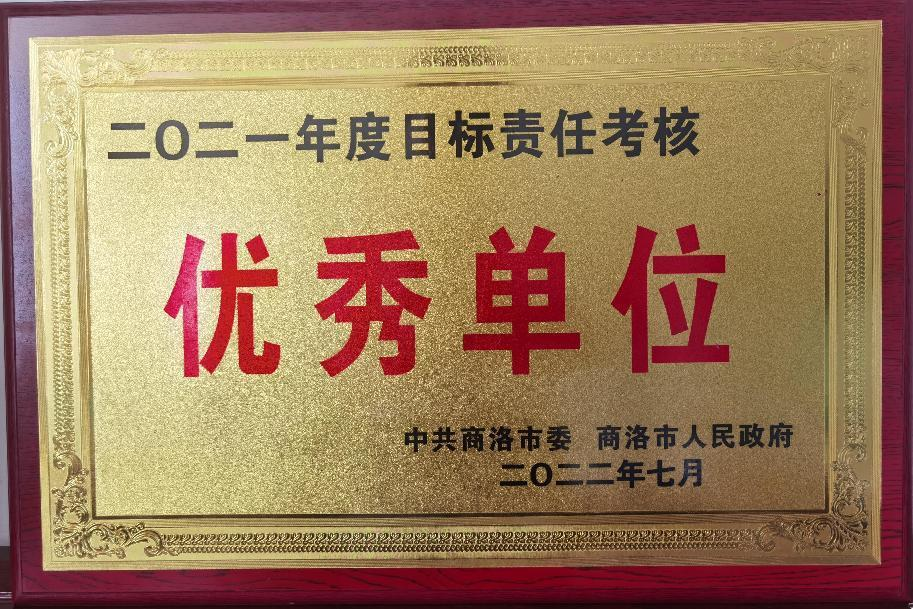 二〇二一年度目标责任考核
优秀单位
中共商洛市委 商洛市人民政府
二〇二二年七月